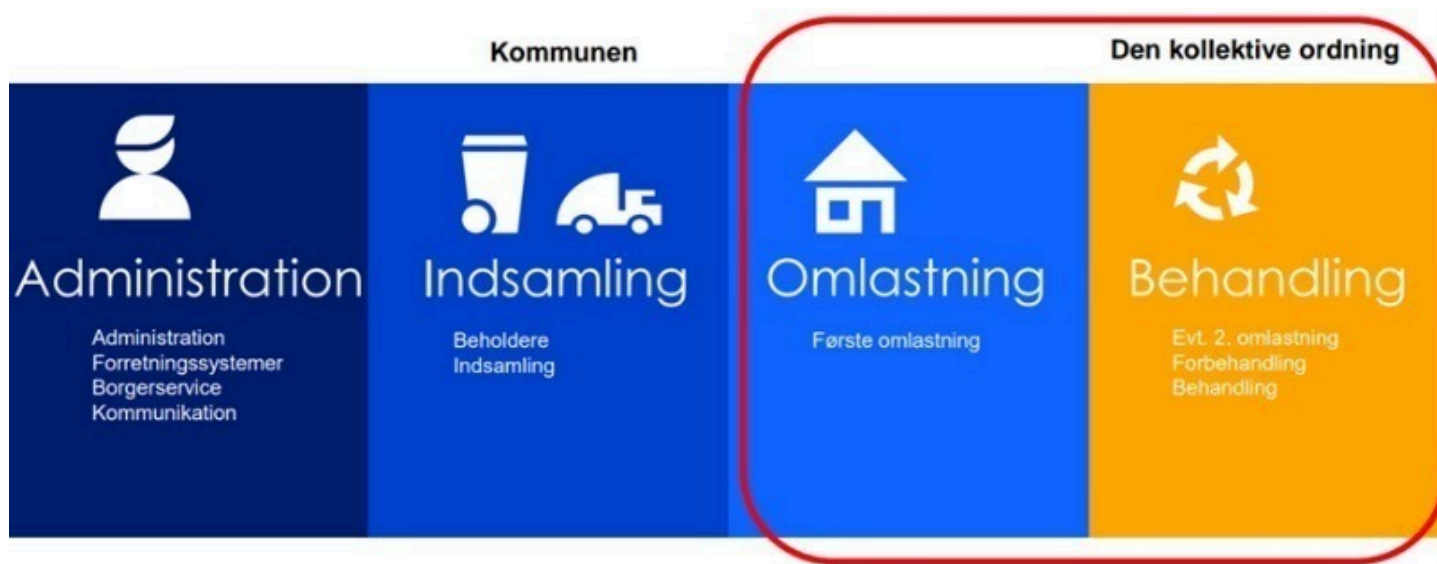 Kommunen
Den kollektive ordning
Administration
Administration
Forretningssystemer
Borgerservice
Kommunikation
Indsamling
Beholdere
Indsamling
Omlastning
Første omlastning
Behandling
Evt. 2. omlastning
Forbehandling
Behandling